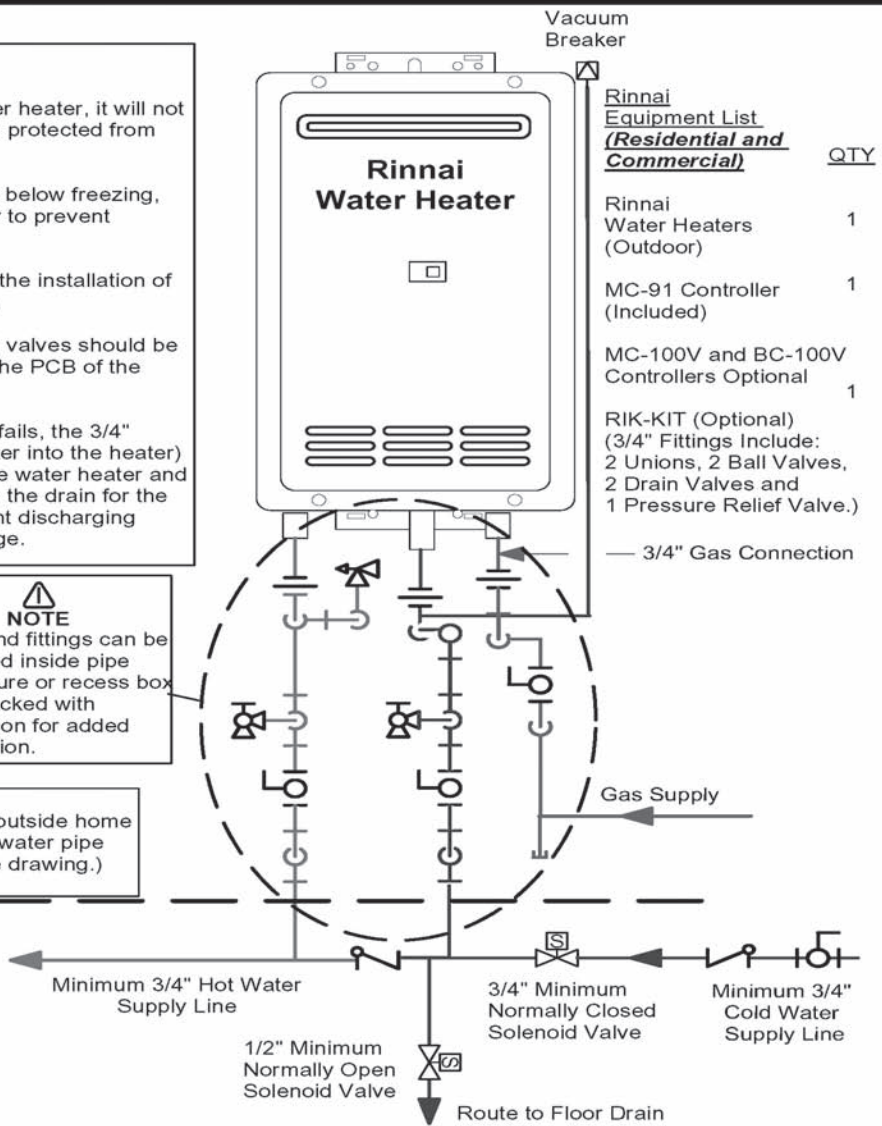 er heater, it will not
protected from
below freezing,
to prevent
the installation of
valves should be
he PCB of the
fails, the 3/4"
er into the heater)
e water heater and
the drain for the
nt discharging
ge.
NOTE
nd fittings can be
d inside pipe
ure or recess box
cked with
on for added
ion.
outside home
water pipe
e drawing.)
Rinnai
Water Heater
Vacuum
Breaker
Rinnai
Equipment List
(Residential and
Commercial) QTY
Rinnai
Water Heaters 1
(Outdoor)
MC-91 Controller 1
(Included)
MC-100V and BC-100V
Controllers Optional
1
RIK-KIT (Optional)
(3/4" Fittings Include:
2 Unions, 2 Ball Valves,
2 Drain Valves and
1 Pressure Relief Valve.)
3/4" Gas Connection
Gas Supply
Minimum 3/4" Hot Water
Supply Line
3/4" Minimum
Normally Closed
Solenoid Valve
S
Minimum 3/4"
Cold Water
Supply Line
1/2" Minimum
Normally Open
Solenoid Valve
S
Route to Floor Drain